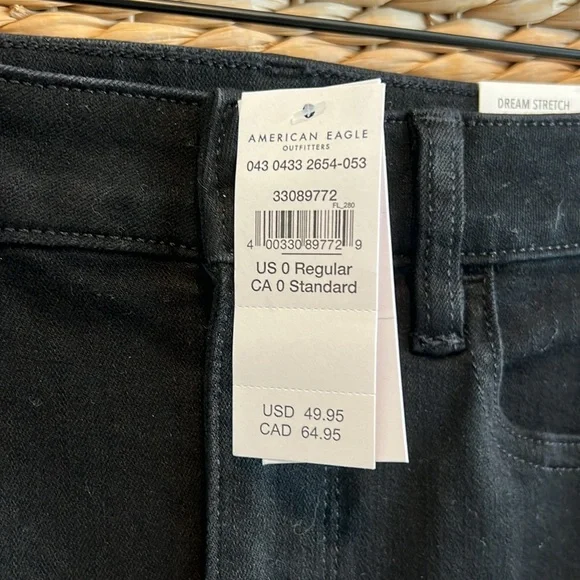 AMERICAN EAGLE
OUTFITTERS
043 0433 2654-053
33089772
FL_280
4 00330 89772 9
US 0 Regular
CA 0 Standard
USD 49.95
CAD 64.95
DREAM STRETCH